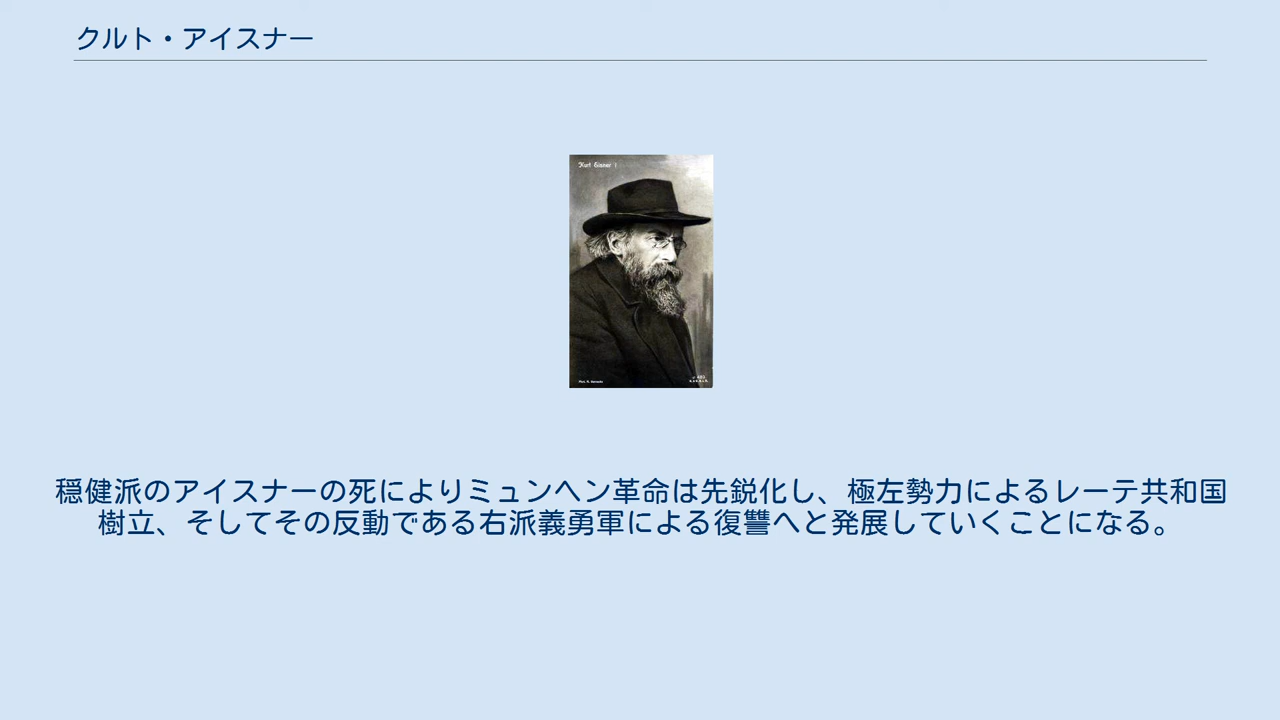 クルト・アイスナー
Kurt Eisner
穏健派のアイスナーの死によりミュンヘン革命は先鋭化し、極左勢力によるレーテ共和国
樹立、そしてその反動である右派義勇軍による復讐へと発展していくことになる。